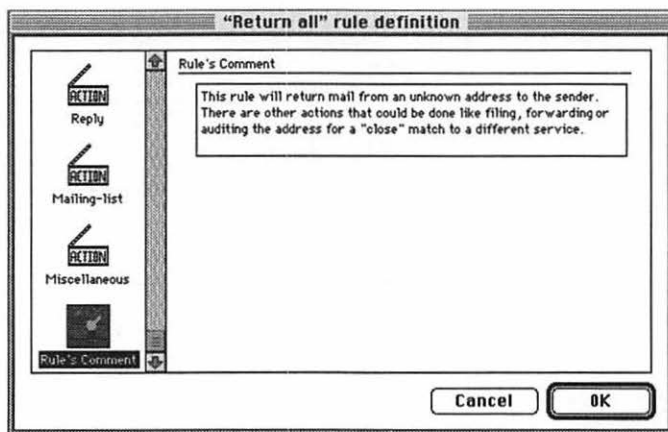 “Return all” rule definition
ACTION
Reply
ACTION
Mailing-list
ACTION
Miscellaneous
Rule's Comment
Rule's Comment
This rule will return mail from an unknown address to the sender.
There are other actions that could be done like filing, forwarding or
auditing the address for a "close" match to a different service.
Cancel
OK